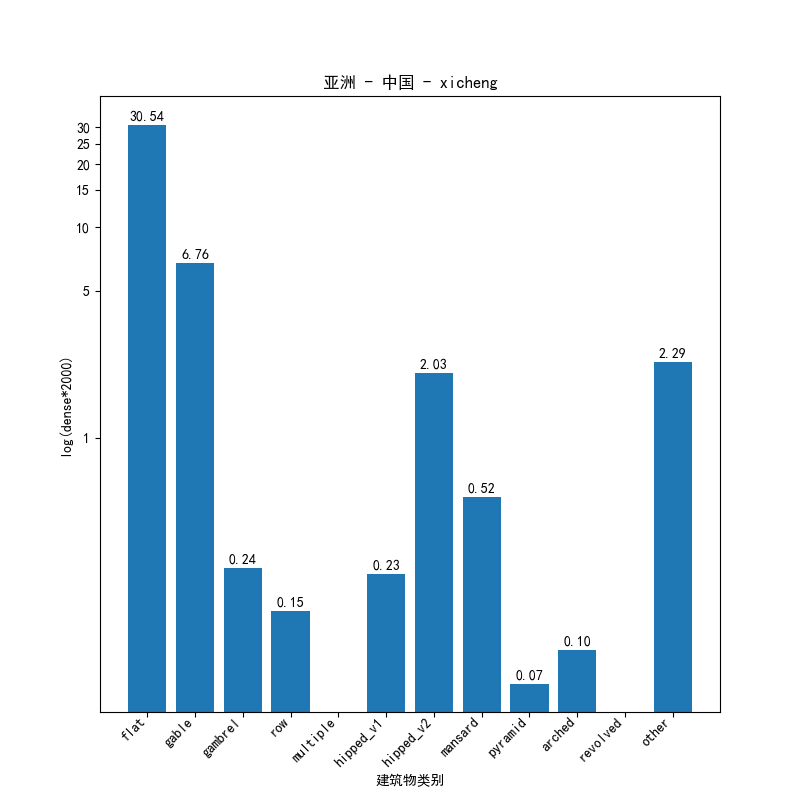 亚洲 - 中国 - xicheng
30.54
6.76
0.24
0.15
0.23
2.03
0.52
0.07
0.10
2.29
30
25
20
15
10
5
1
log(dense*2000)
flat
gable
gambrel
row
multiple
hipped_v1
hipped_v2
mansard
pyramid
arched
revolved
other
建筑物类别